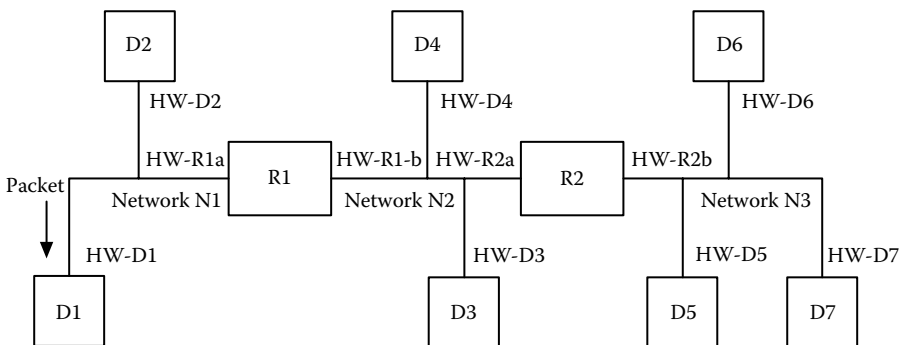 D2
D4
D6
HW-D2
HW-D4
HW-D6
HW-R1a
R1
HW-R1-b
HW-R2a
R2
HW-R2b
Packet
Network N1
Network N2
Network N3
HW-D1
HW-D3
HW-D5
HW-D7
D1
D3
D5
D7